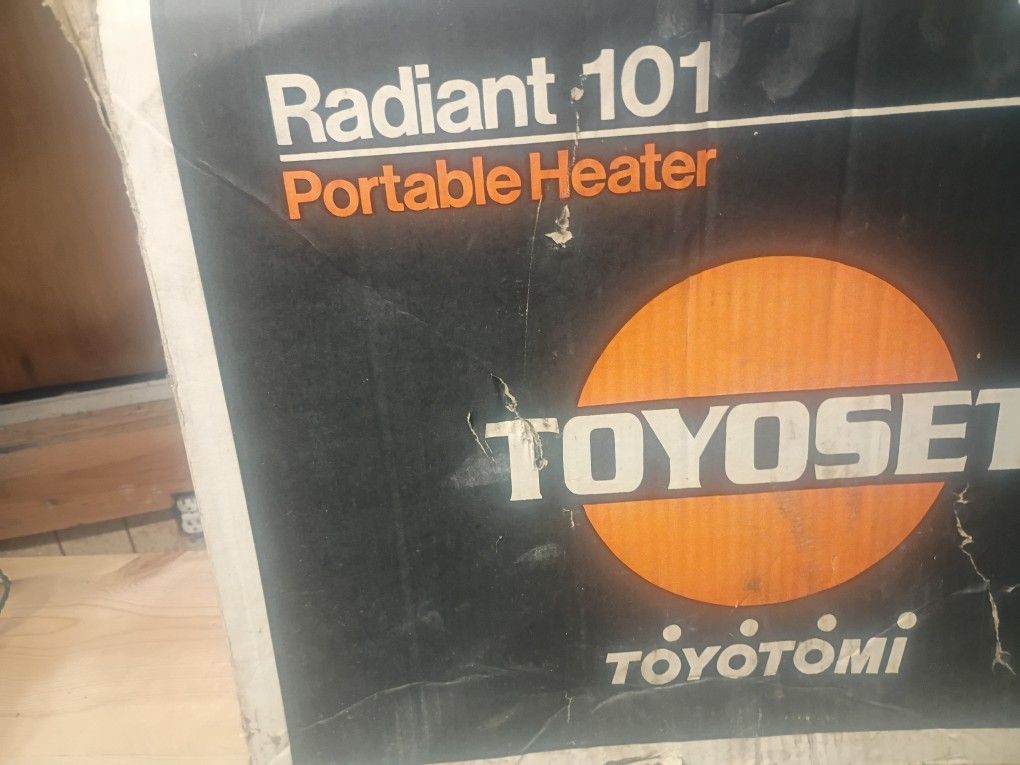 Radiant 101
Portable Heater
TOYOSET
TOYOTOMI